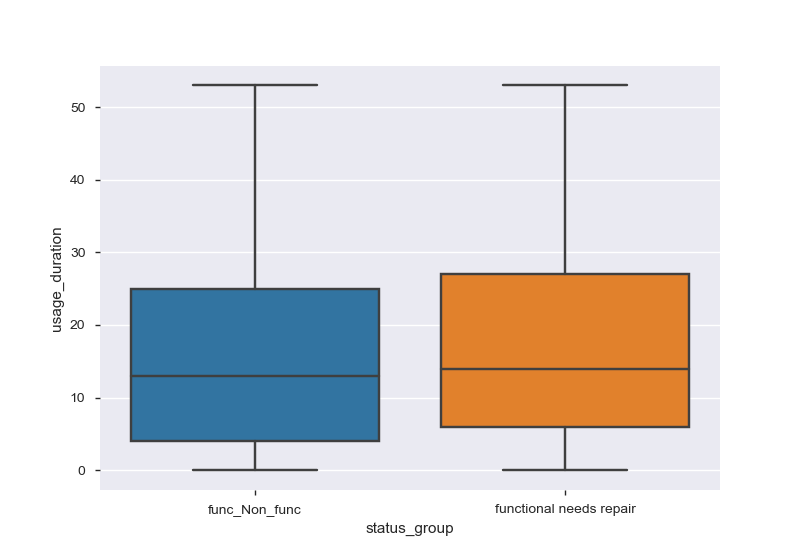 50
40
30
20
10
0
usage_duration
func_Non_func
functional needs repair
status_group